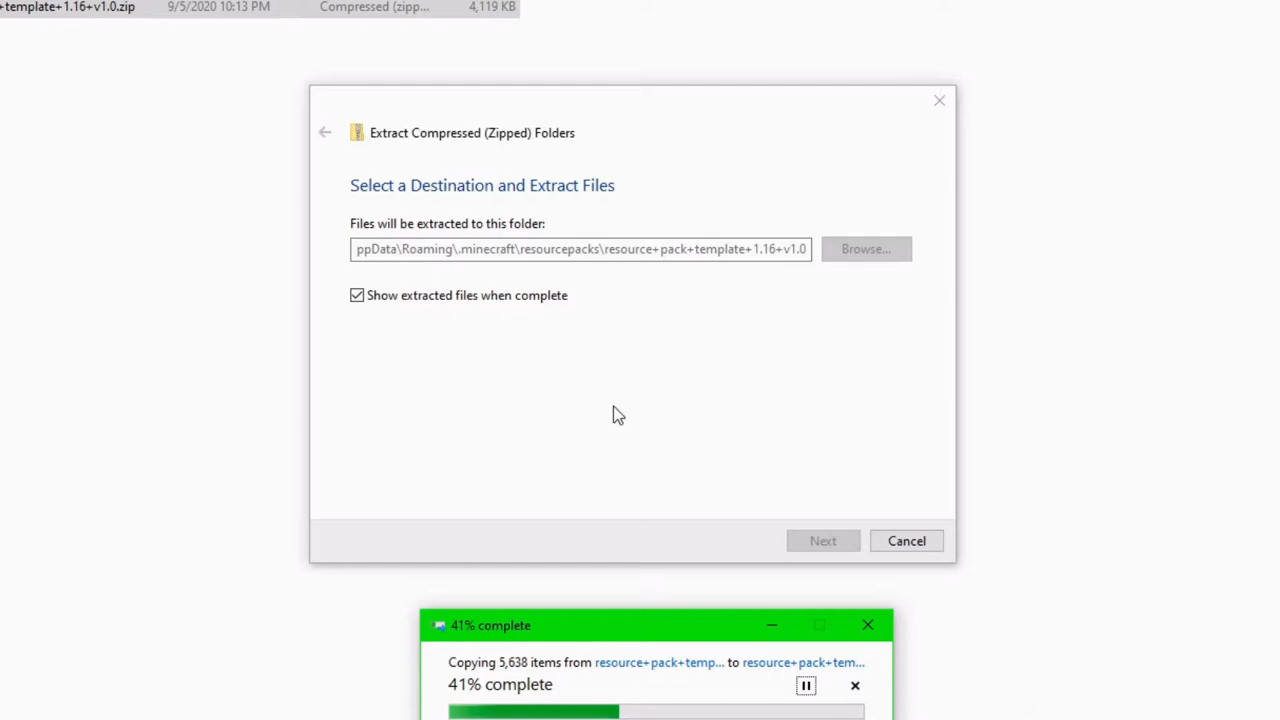 +template+1.16+v1.0.zip 9/5/2020 10:13 PM Compressed (zipp... 4,119 KB
Extract Compressed (Zipped) Folders
Select a Destination and Extract Files
Files will be extracted to this folder:
ppData\Roaming\.minecraft\resourcepacks\resource+pack+template+1.16+v1.0 Browse...
Show extracted files when complete
Next Cancel
41% complete
Copying 5,638 items from resource+pack+temp... to resource+pack+tem...
41% complete